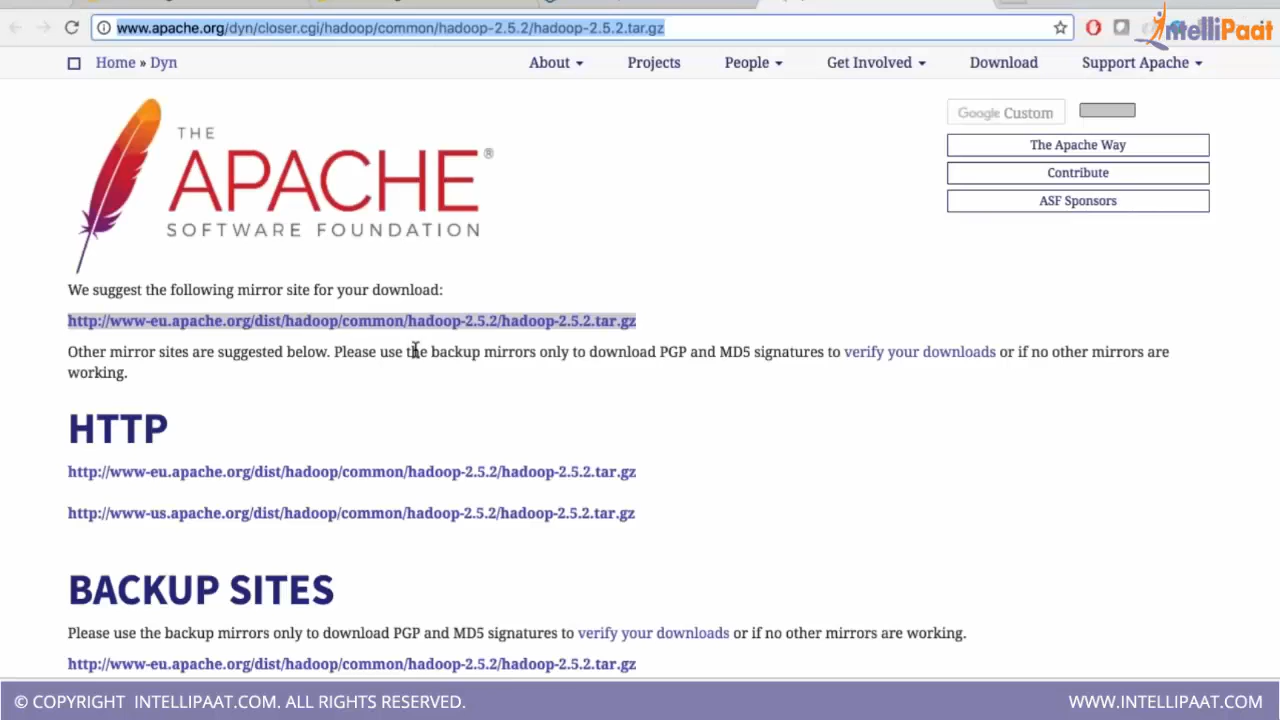 www.apache.org/dyn/closer.cgi/hadoop/common/hadoop-2.5.2/hadoop-2.5.2.tar.gz
IntelliPaat
Home » Dyn
About
Projects
People
Get Involved
Download
Support Apache
THE
APACHE®
SOFTWARE FOUNDATION
Google Custom
The Apache Way
Contribute
ASF Sponsors
We suggest the following mirror site for your download:
http://www-eu.apache.org/dist/hadoop/common/hadoop-2.5.2/hadoop-2.5.2.tar.gz
Other mirror sites are suggested below. Please use the backup mirrors only to download PGP and MD5 signatures to verify your downloads or if no other mirrors are
working.
HTTP
http://www-eu.apache.org/dist/hadoop/common/hadoop-2.5.2/hadoop-2.5.2.tar.gz
http://www-us.apache.org/dist/hadoop/common/hadoop-2.5.2/hadoop-2.5.2.tar.gz
BACKUP SITES
Please use the backup mirrors only to download PGP and MD5 signatures to verify your downloads or if no other mirrors are working.
http://www-eu.apache.org/dist/hadoop/common/hadoop-2.5.2/hadoop-2.5.2.tar.gz
© COPYRIGHT INTELLIPAAT.COM. ALL RIGHTS RESERVED.
WWW.INTELLIPAAT.COM